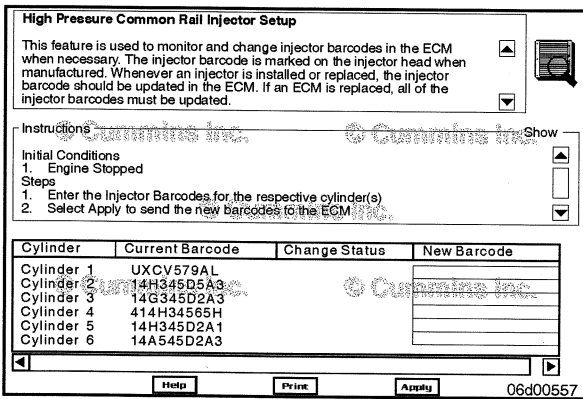 High Pressure Common Rail Injector Setup
This feature is used to monitor and change injector barcodes in the ECM
when necessary. The injector barcode is marked on the injector head when
manufactured. Whenever an injector is installed or replaced, the injector
barcode should be updated in the ECM. If an ECM is replaced, all of the
injector barcodes must be updated.
Instructions
Show
© Cummins Inc.
© Cummins Inc.
Initial Conditions
1. Engine Stopped
Steps
1. Enter the Injector Barcodes for the respective cylinder(s)
2. Select Apply to send the new barcodes to the ECM
© Cummins Inc.
Cylinder Current Barcode Change Status New Barcode
Cylinder 1 UXCV579AL
Cylinder 2 14H345D5A3
Cylinder 3 14G345D2A3
Cylinder 4 414H34565H
Cylinder 5 14H345D2A1
Cylinder 6 14A545D2A3
© Cummins Inc.
© Cummins Inc.
Help Print Apply
06d00557